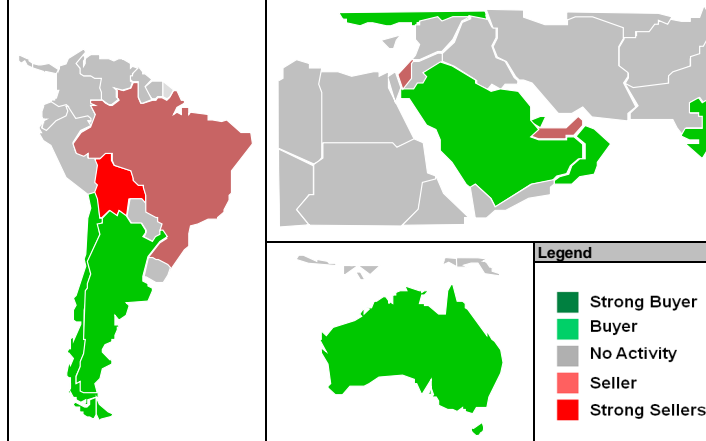 Legend
Strong Buyer
Buyer
No Activity
Seller
Strong Sellers